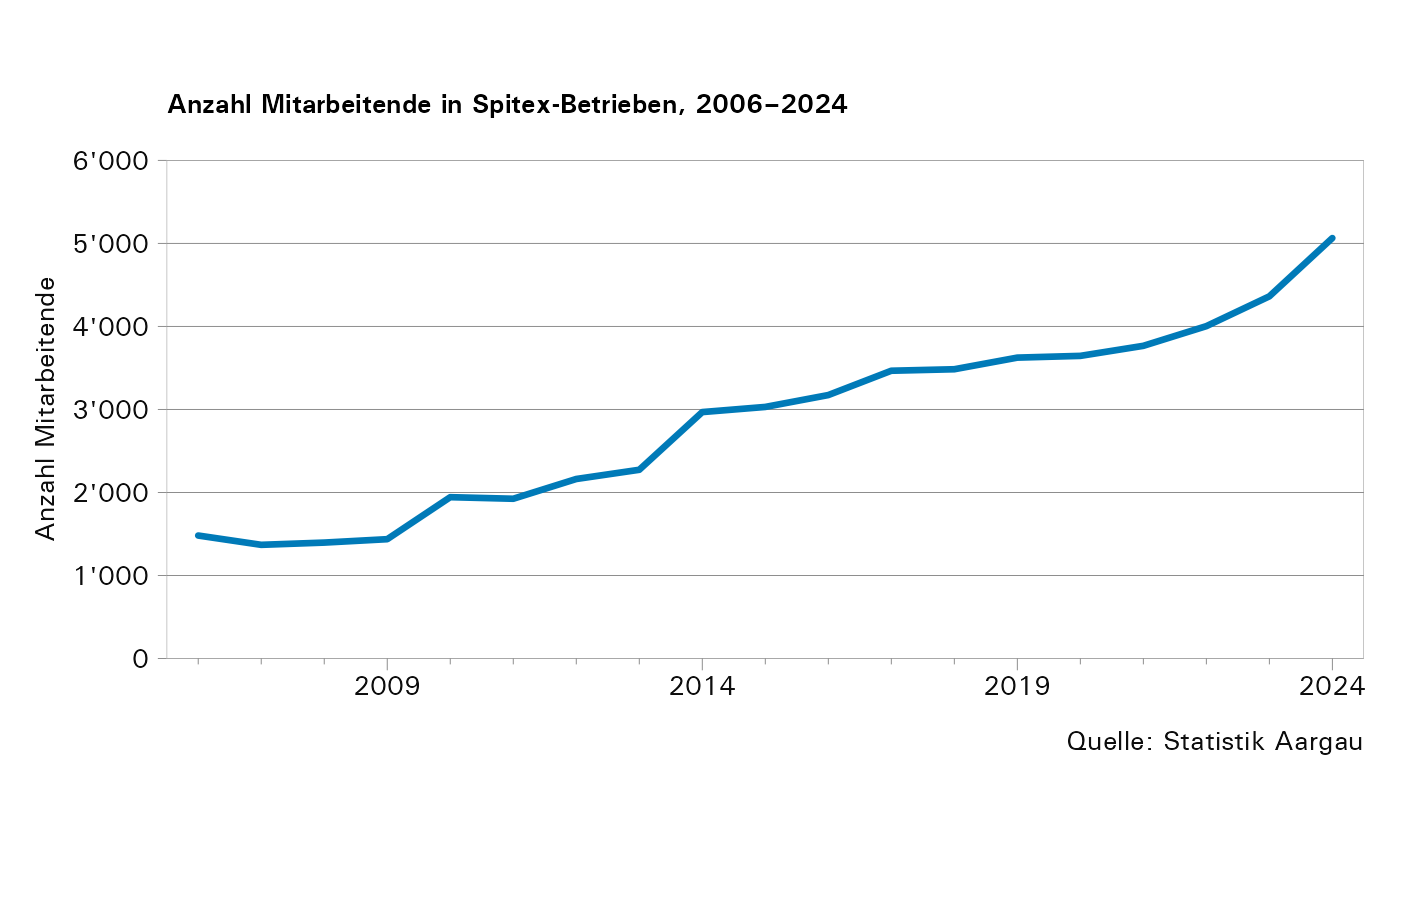 Anzahl Mitarbeitende in Spitex-Betrieben, 2006–2024
6'000
5'000
4'000
3'000
2'000
1'000
0
Anzahl Mitarbeitende
2009 2014 2019 2024
Quelle: Statistik Aargau